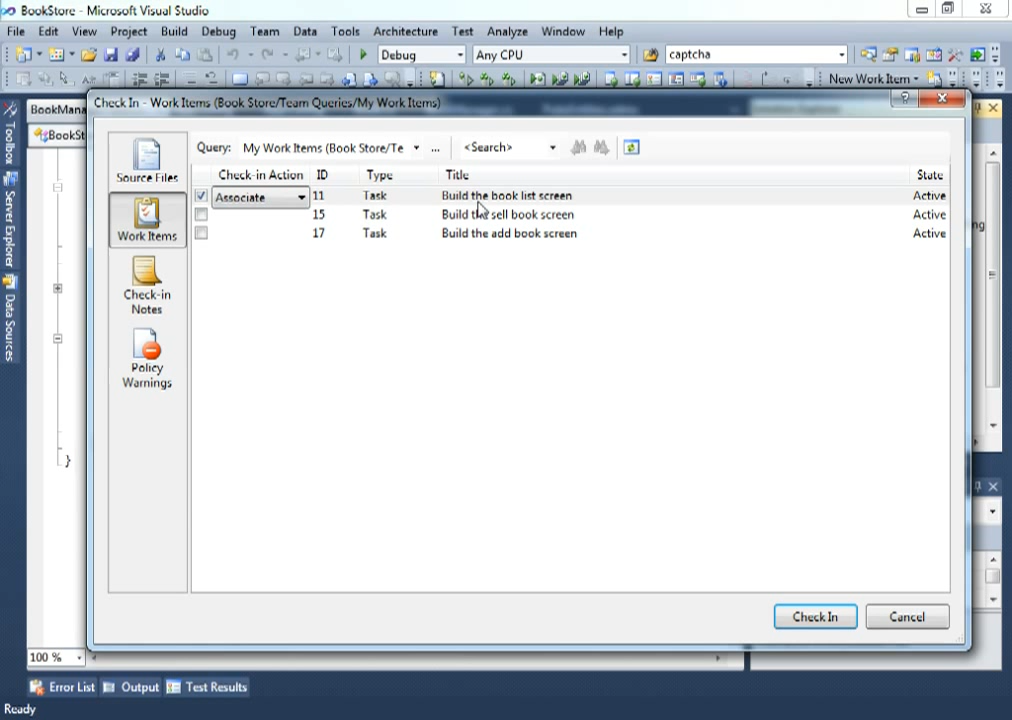 BookStore - Microsoft Visual Studio
File Edit View Project Build Debug Team Data Tools Architecture Test Analyze Window Help
Debug Any CPU captcha
New Work Item
BookMana
Check In - Work Items (Book Store/Team Queries/My Work Items)
BookSt
Toolbox
Server Explorer
Data Sources
Source Files
Work Items
Check-in Notes
Policy Warnings
Query: My Work Items (Book Store/Te ... <Search>
Check-in Action ID Type Title State
Associate 11 Task Build the book list screen Active
15 Task Build the sell book screen Active
17 Task Build the add book screen Active
ng
}
Check In Cancel
100 %
Error List Output Test Results
Ready